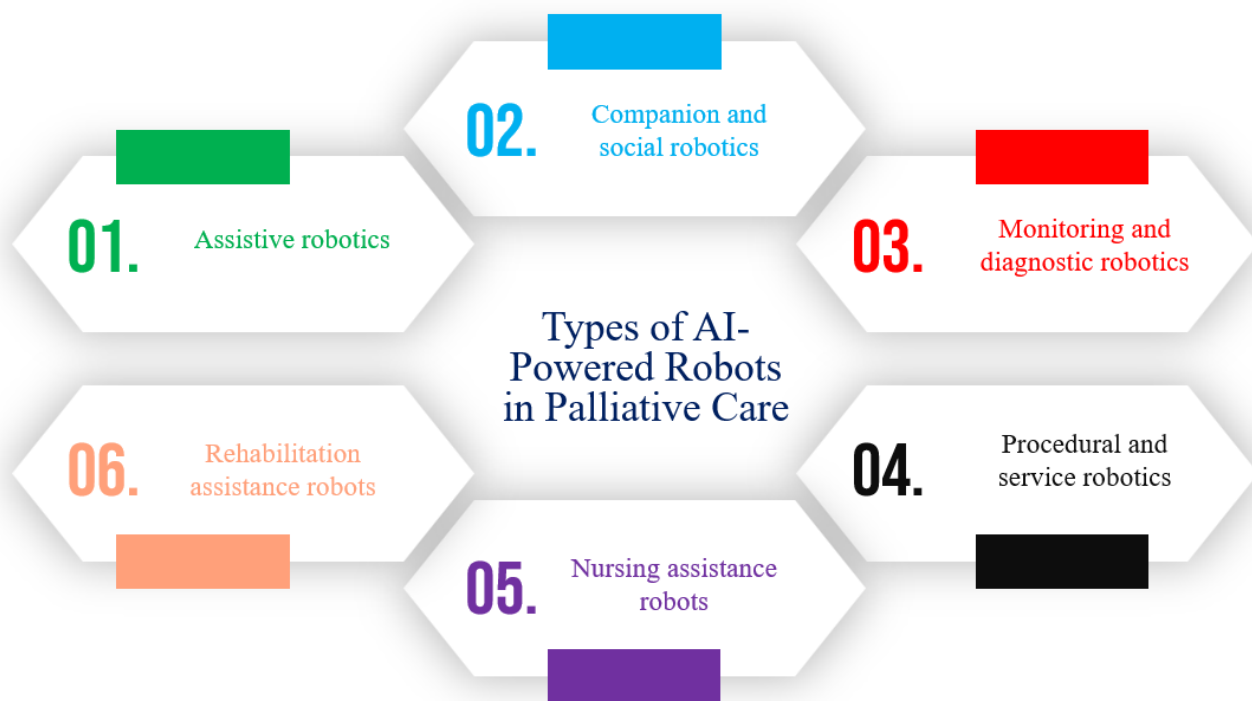 02.
Companion and
social robotics
01.
Assistive robotics
03.
Monitoring and
diagnostic robotics
Types of AI-
Powered Robots
in Palliative Care
06.
Rehabilitation
assistance robots
04.
Procedural and
service robotics
05.
Nursing assistance
robots